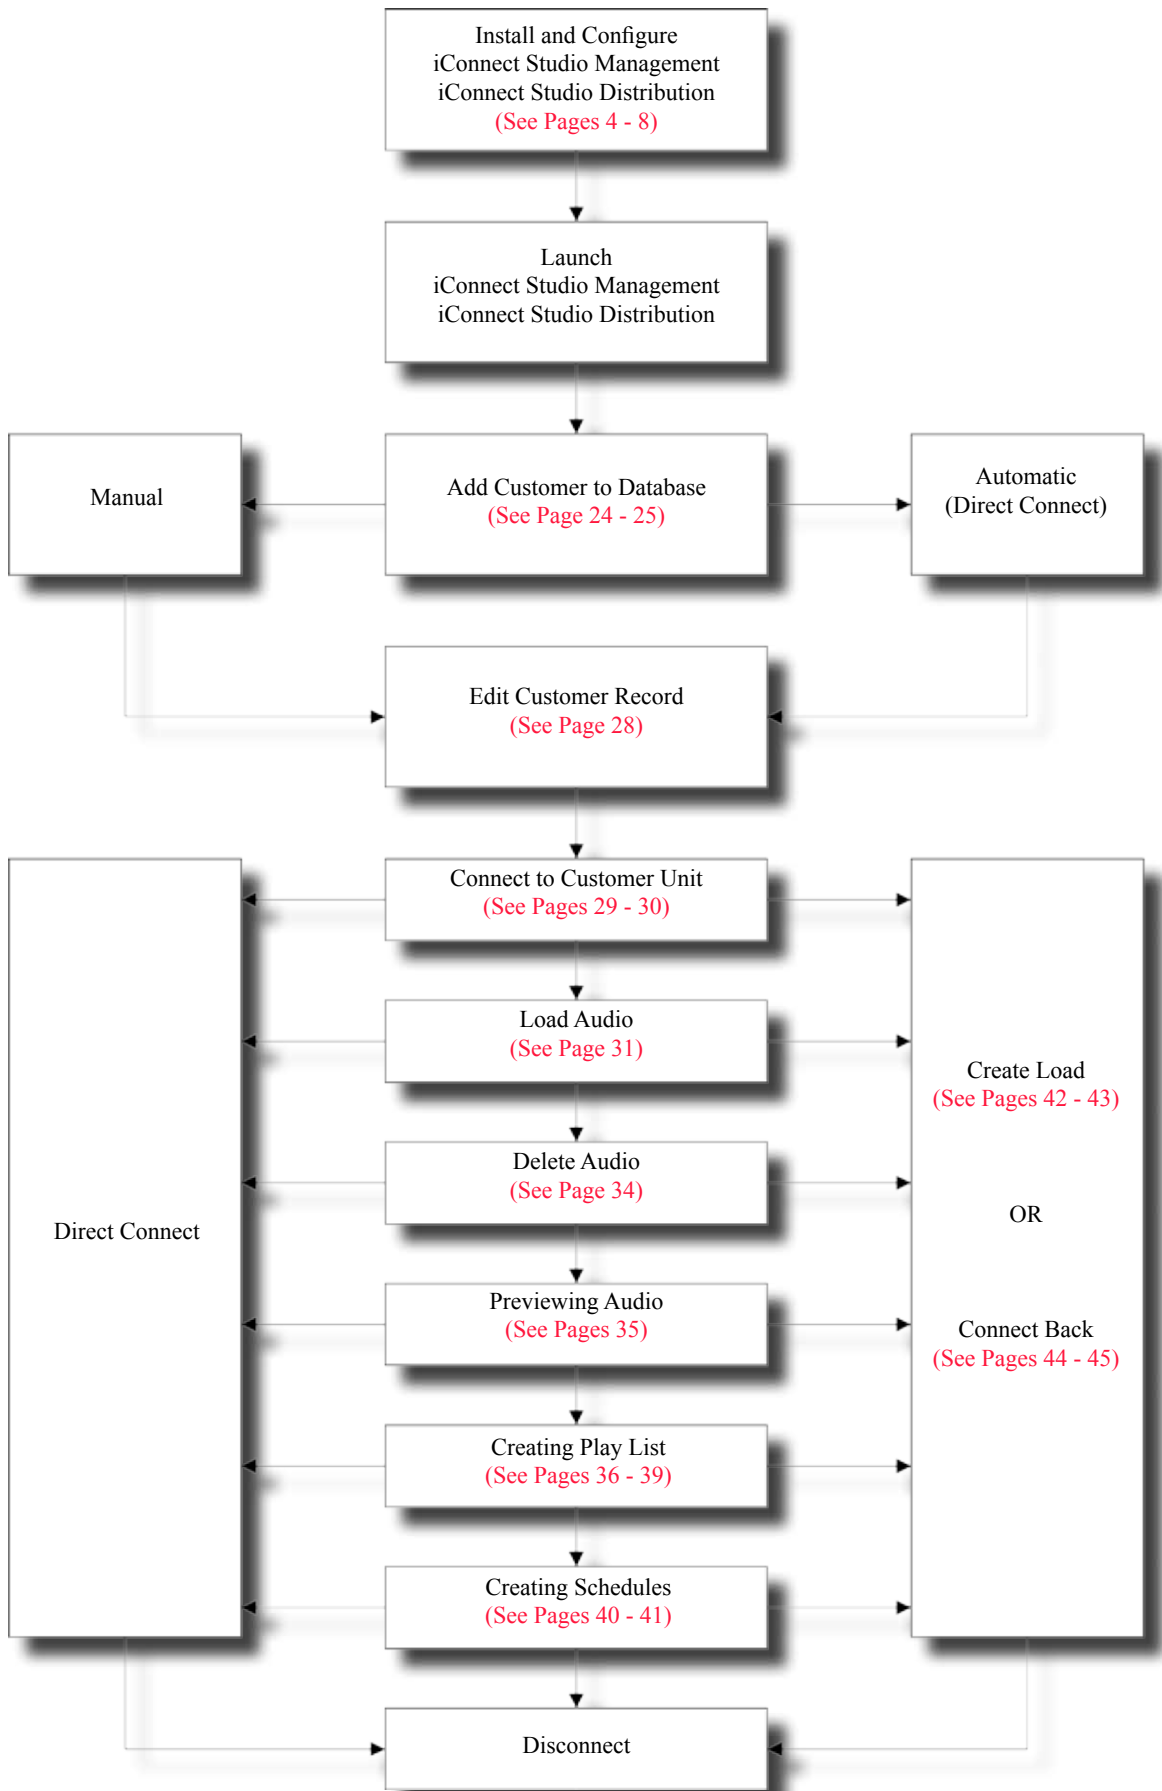 Install and Configure
iConnect Studio Management
iConnect Studio Distribution
(See Pages 4 - 8)
Launch
iConnect Studio Management
iConnect Studio Distribution
Manual
Add Customer to Database
(See Page 24 - 25)
Automatic
(Direct Connect)
Edit Customer Record
(See Page 28)
Connect to Customer Unit
(See Pages 29 - 30)
Load Audio
(See Page 31)
Delete Audio
(See Page 34)
Previewing Audio
(See Pages 35)
Creating Play List
(See Pages 36 - 39)
Creating Schedules
(See Pages 40 - 41)
Direct Connect
Create Load
(See Pages 42 - 43)
OR
Connect Back
(See Pages 44 - 45)
Disconnect